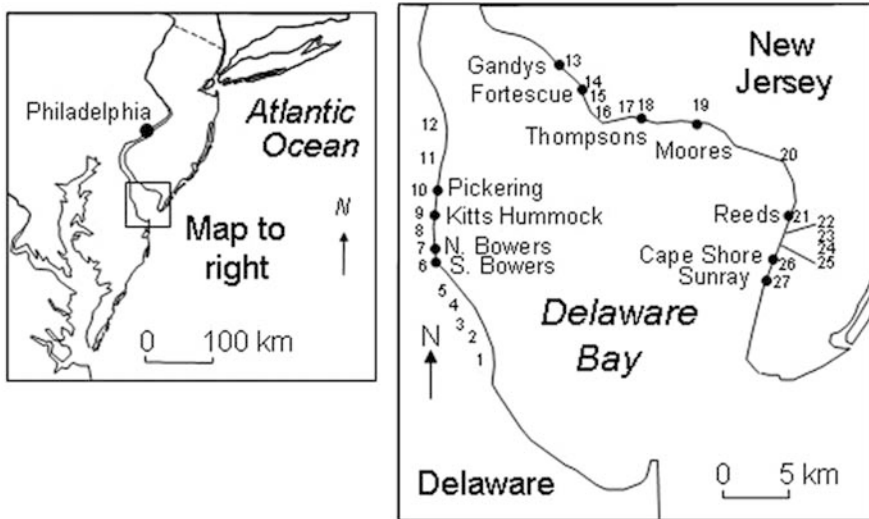 Philadelphia
Atlantic
Ocean
N
Map to
right
0 100 km
New
Jersey
Gandys
13
Fortescue
14
15
16
17
18
19
Thompsons
Moores
20
12
11
10 Pickering
9 Kitts Hummock
8
7 N. Bowers
6 S. Bowers
5
4
3
2
1
Reeds
21
22
23
24
25
Cape Shore
26
Sunray
27
Delaware
Bay
N
Delaware
0 5 km